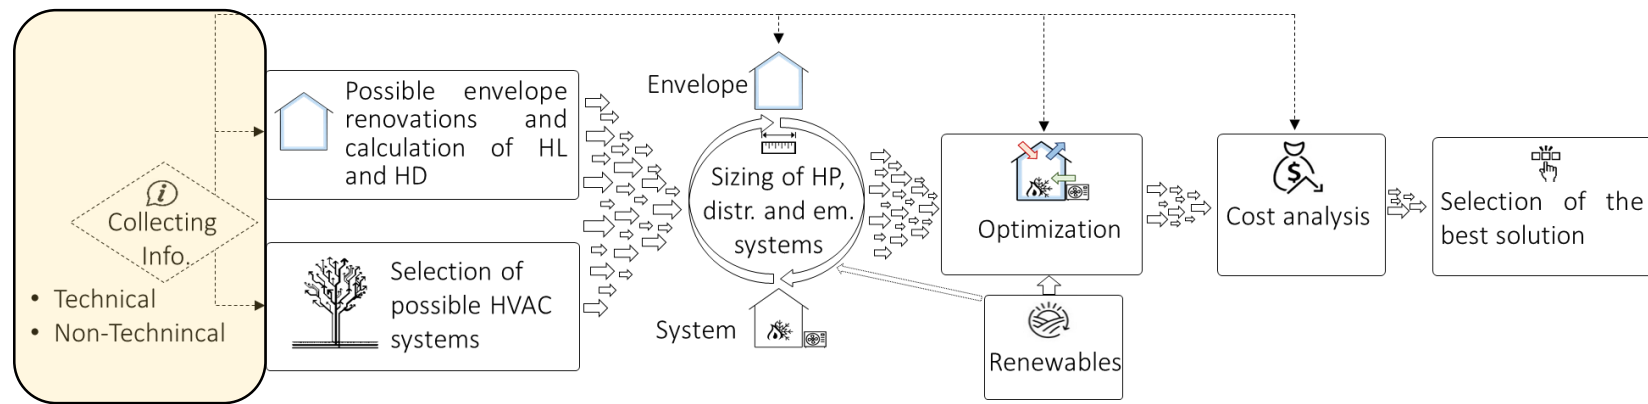 Collecting
Info.
• Technical
• Non-Technincal
Possible envelope
renovations and
calculation of HL
and HD
Selection of
possible HVAC
systems
Envelope
Sizing of HP,
distr. and em.
systems
System
Optimization
Renewables
Cost analysis
Selection of the
best solution